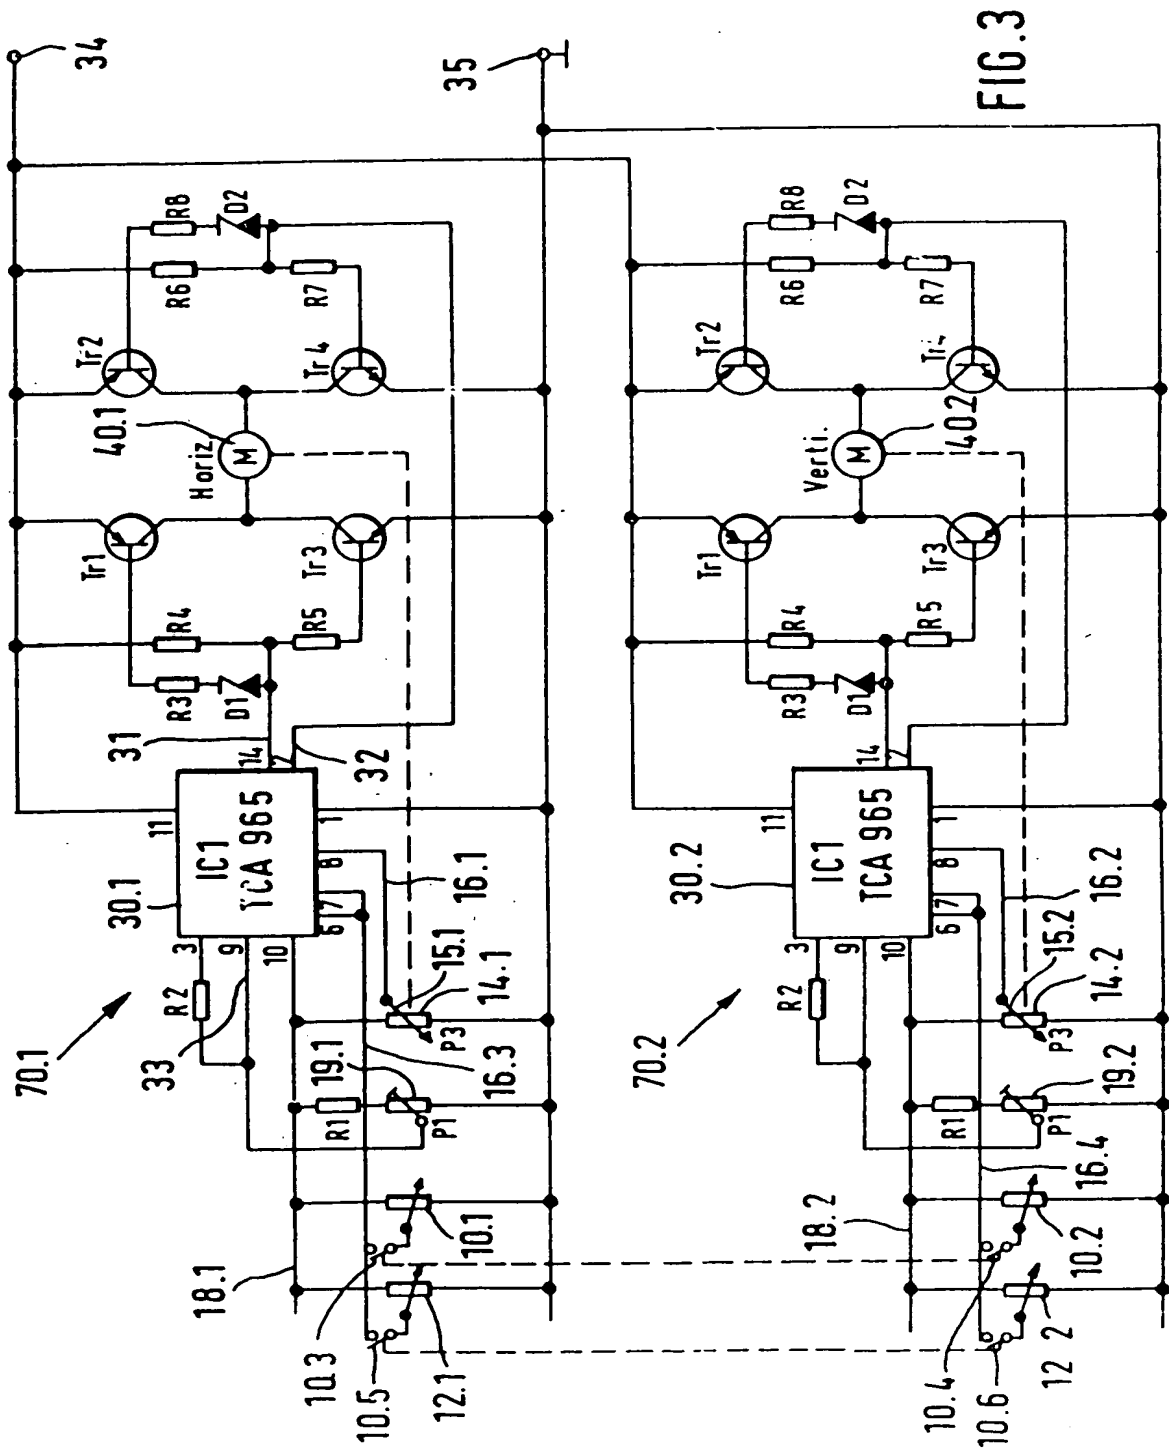 FIG.3
70.1
30.1
31
Horiz.
40.1
34
11
IC1
TCA 965
3
9
10
6
7
8
1
14
2
R2
33
18.1
R1
19.1
P1
P3
15.1
14.1
16.1
16.3
32
10.1
10.3
10.5
12.1
R3
D1
R4
R5
Tr1
Tr3
M
Tr2
Tr4
R6
R7
R8
D2
35
70.2
30.2
Verti.
40.2
11
IC1
TCA 965
3
9
10
6
7
8
1
14
2
R2
18.2
R1
19.2
P1
P3
15.2
14.2
16.2
16.4
10.2
10.4
10.6
12 2
R3
D1
R4
R5
Tr1
Tr3
M
Tr2
Tr4
R6
R7
R8
D2